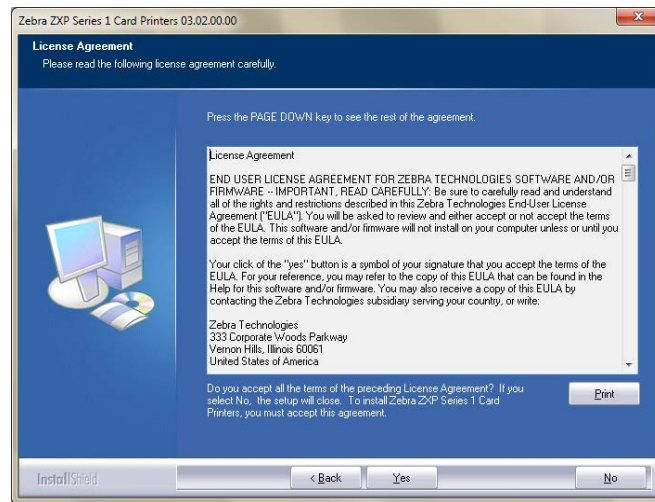 Zebra ZXP Series 1 Card Printers 03.02.00.00
License Agreement
Please read the following license agreement carefully.
Press the PAGE DOWN key to see the rest of the agreement.
License Agreement
END USER LICENSE AGREEMENT FOR ZEBRA TECHNOLOGIES SOFTWARE AND/OR
FIRMWARE -- IMPORTANT, READ CAREFULLY: Be sure to carefully read and understand
all of the rights and restrictions described in this Zebra Technologies End-User License
Agreement ("EULA"). You will be asked to review and either accept or not accept the terms
of the EULA. This software and/or firmware will not install on your computer unless or until you
accept the terms of this EULA.
Your click of the "yes" button is a symbol of your signature that you accept the terms of the
EULA. For your reference, you may refer to the copy of this EULA that can be found in the
Help for this software and/or firmware. You may also receive a copy of this EULA by
contacting the Zebra Technologies subsidiary serving your country, or write:
Zebra Technologies
333 Corporate Woods Parkway
Vernon Hills, Illinois 60061
United States of America
Do you accept all the terms of the preceding License Agreement? If you
select No, the setup will close. To install Zebra ZXP Series 1 Card
Printers, you must accept this agreement.
Print
InstallShield
< Back
Yes
No